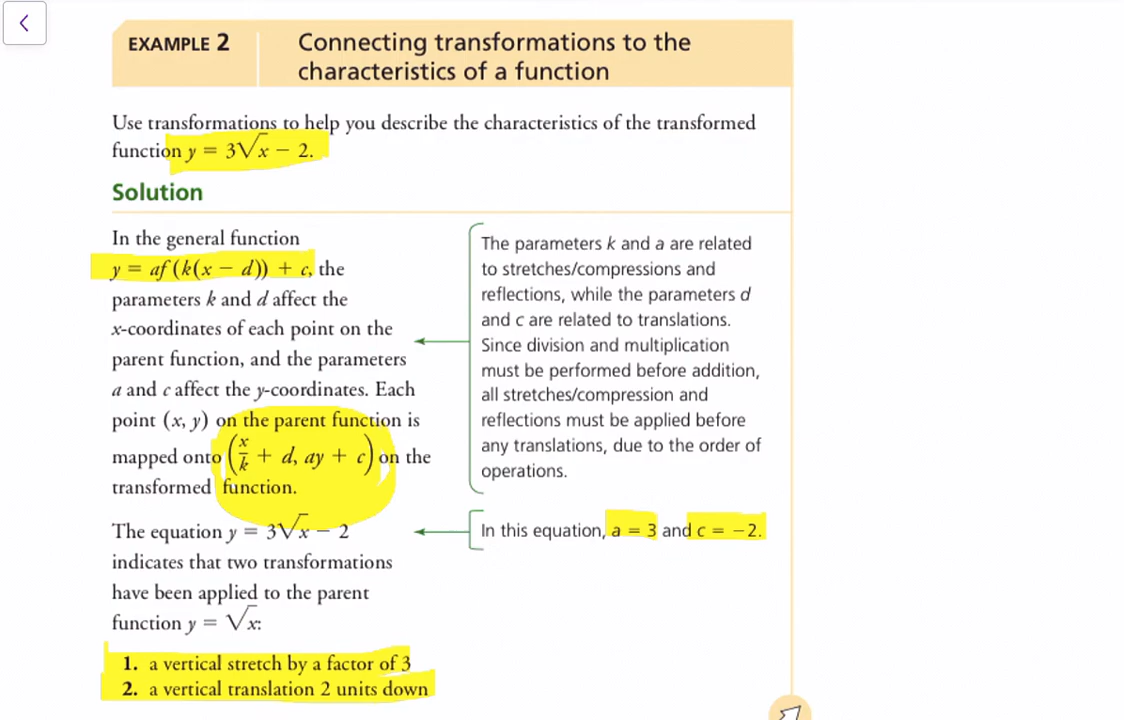 EXAMPLE 2
Connecting transformations to the
characteristics of a function
Use transformations to help you describe the characteristics of the transformed
function y = 3√x − 2.
Solution
In the general function
y = af(k(x − d)) + c, the
parameters k and d affect the
x-coordinates of each point on the
parent function, and the parameters
a and c affect the y-coordinates. Each
point (x, y) on the parent function is
mapped onto (x/k + d, ay + c) on the
transformed function.
The parameters k and a are related
to stretches/compressions and
reflections, while the parameters d
and c are related to translations.
Since division and multiplication
must be performed before addition,
all stretches/compression and
reflections must be applied before
any translations, due to the order of
operations.
The equation y = 3√x − 2
indicates that two transformations
have been applied to the parent
function y = √x:
In this equation, a = 3 and c = −2.
1. a vertical stretch by a factor of 3
2. a vertical translation 2 units down